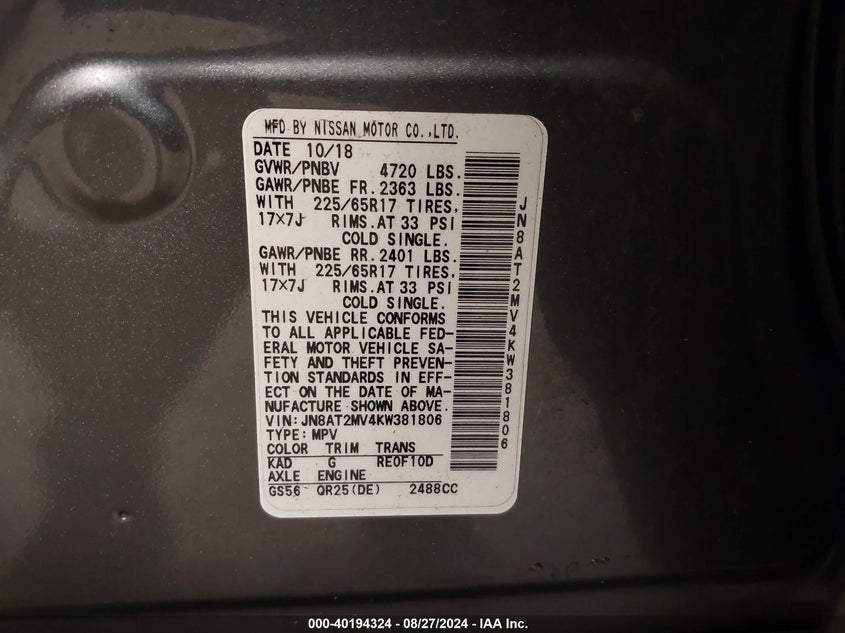 MFD BY NISSAN MOTOR CO.,LTD.
DATE 10/18
GVWR/PNBV 4720 LBS.
GAWR/PNBE FR. 2363 LBS.
WITH 225/65R17 TIRES,
17×7J RIMS.AT 33 PSI
COLD SINGLE.
GAWR/PNBE RR. 2401 LBS.
WITH 225/65R17 TIRES,
17×7J RIMS.AT 33 PSI
COLD SINGLE.
THIS VEHICLE CONFORMS
TO ALL APPLICABLE FED-
ERAL MOTOR VEHICLE SA-
FETY AND THEFT PREVEN-
TION STANDARDS IN EFF-
ECT ON THE DATE OF MA-
NUFACTURE SHOWN ABOVE.
VIN: JN8AT2MV4KW381806
TYPE: MPV
COLOR TRIM TRANS
KAD G RE0F10D
AXLE ENGINE
GS56 QR25(DE) 2488CC
JN8AT2MV4KW381806
000-40194324 - 08/27/2024 - IAA Inc.